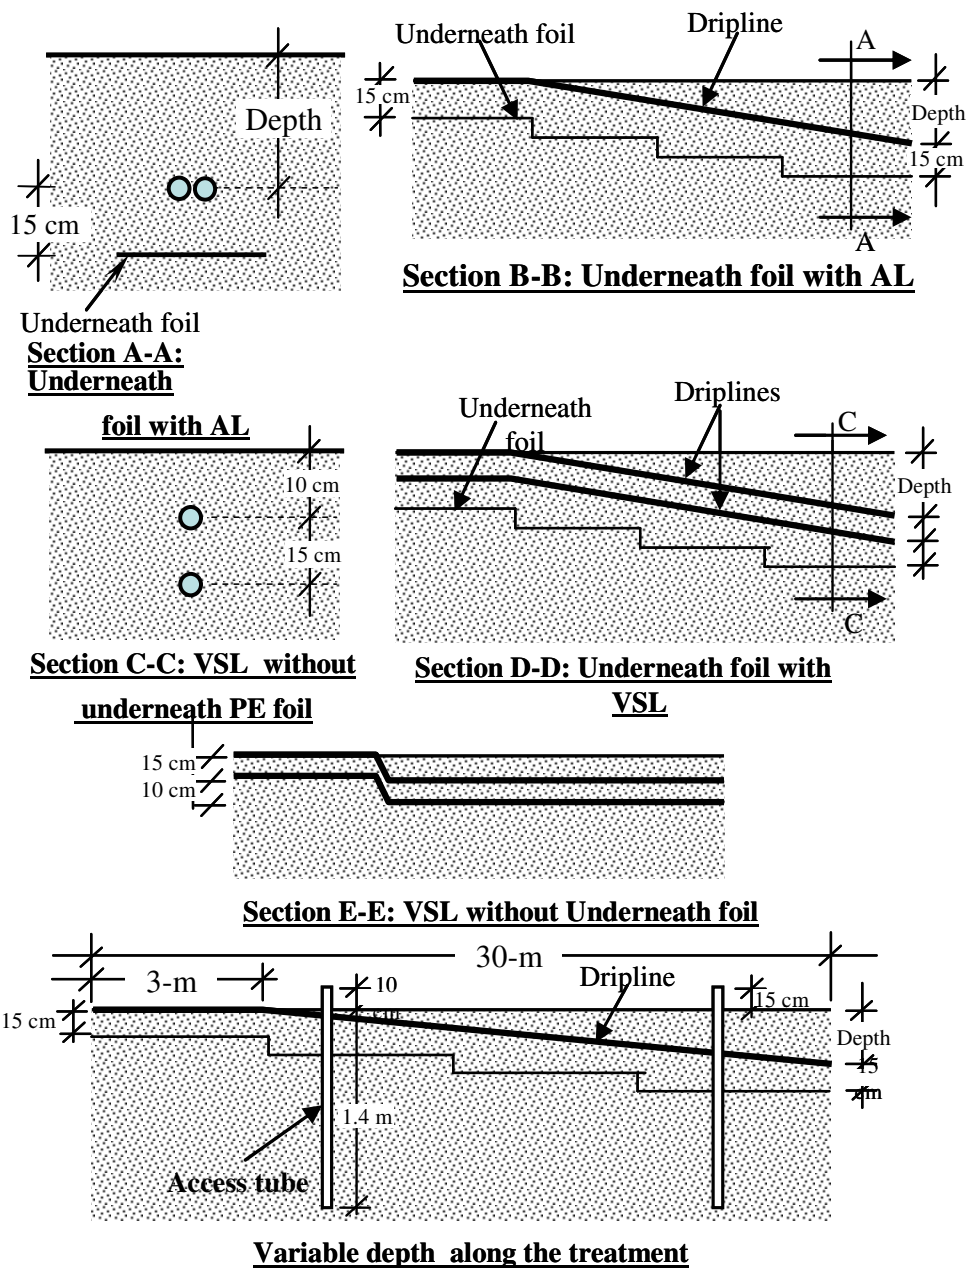 Depth
15 cm
Underneath foil
Section A-A:
Underneath
foil with AL
Underneath foil
Dripline
A
15 cm
Depth
15 cm
A
Section B-B: Underneath foil with AL
10 cm
15 cm
Section C-C: VSL without
underneath PE foil
Underneath
foil
Driplines
C
Depth
C
Section D-D: Underneath foil with
VSL
15 cm
10 cm
Section E-E: VSL without Underneath foil
30-m
3-m
10
cm
Dripline
15 cm
15 cm
Depth
15
cm
1.4 m
Access tube
Variable depth along the treatment